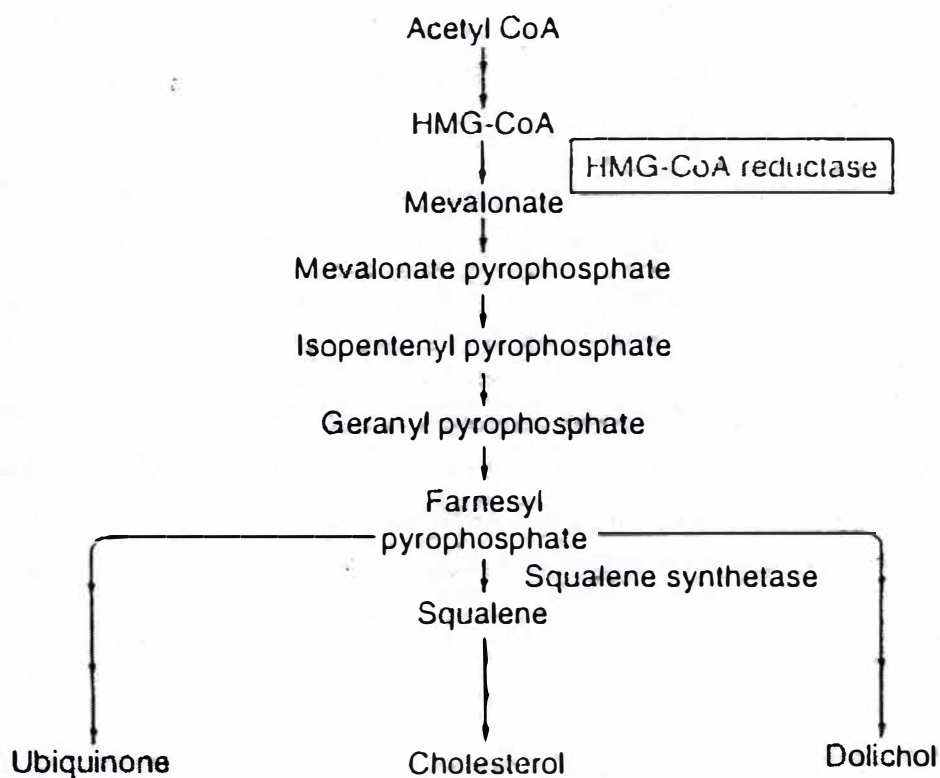 Acetyl CoA
HMG-CoA
HMG-CoA reductase
Mevalonate
Mevalonate pyrophosphate
Isopentenyl pyrophosphate
Geranyl pyrophosphate
Farnesyl
pyrophosphate
Squalene synthetase
Squalene
Ubiquinone
Cholesterol
Dolichol